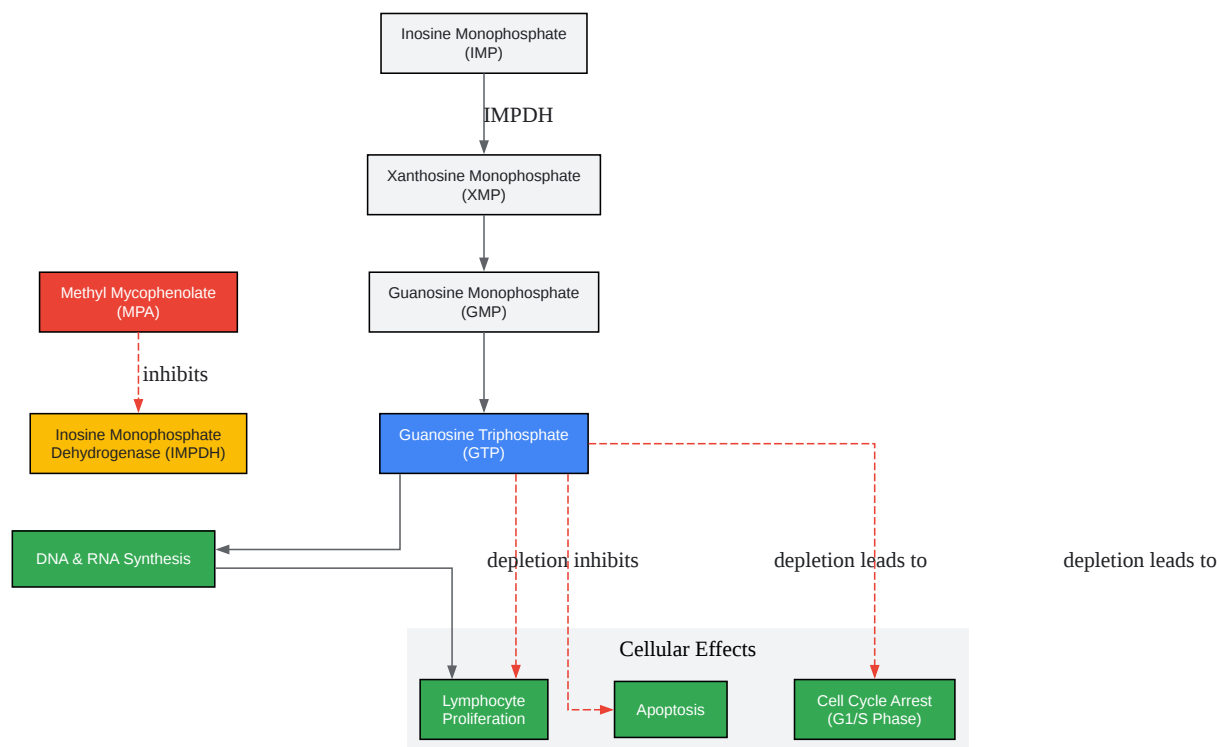 Inosine Monophosphate
(IMP)
IMPDH
Xanthosine Monophosphate
(XMP)
Methyl Mycophenolate
(MPA)
Guanosine Monophosphate
(GMP)
inhibits
Inosine Monophosphate
Dehydrogenase (IMPDH)
Guanosine Triphosphate
(GTP)
DNA & RNA Synthesis
depletion inhibits
depletion leads to
depletion leads to
Cellular Effects
Lymphocyte
Proliferation
Apoptosis
Cell Cycle Arrest
(G1/S Phase)